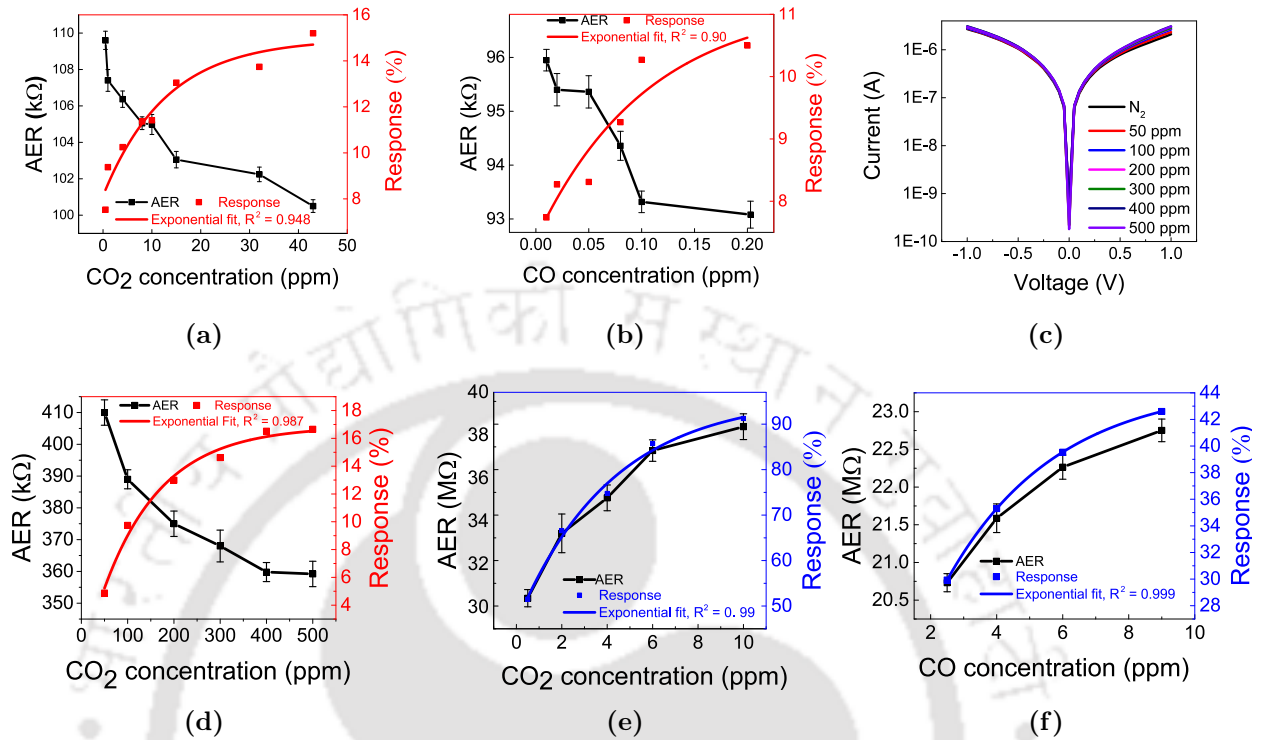 AER (kΩ)
110
108
106
104
102
100
0
10
20
30
40
50
CO2 concentration (ppm)
16
14
12
10
8
Response (%)
AER Response
Exponential fit, R² = 0.948
(a)
AER (kΩ)
97
96
95
94
93
0.00
0.05
0.10
0.15
0.20
CO concentration (ppm)
11
10
9
8
Response (%)
AER Response
Exponential fit, R² = 0.90
(b)
Current (A)
1E-6
1E-7
1E-8
1E-9
1E-10
-1.0
-0.5
0.0
0.5
1.0
Voltage (V)
N2
50 ppm
100 ppm
200 ppm
300 ppm
400 ppm
500 ppm
(c)
AER (kΩ)
410
400
390
380
370
360
350
0
100
200
300
400
500
CO2 concentration (ppm)
18
16
14
12
10
8
6
4
Response (%)
AER Response
Exponential Fit, R² = 0.987
(d)
AER (MΩ)
40
38
36
34
32
30
0
2
4
6
8
10
CO2 concentration (ppm)
90
80
70
60
50
Response (%)
AER
Response
Exponential fit, R² = 0.99
(e)
AER (MΩ)
23.0
22.5
22.0
21.5
21.0
20.5
2
4
6
8
10
CO concentration (ppm)
44
42
40
38
36
34
32
30
28
Response (%)
AER
Response
Exponential fit, R² = 0.999
(f)